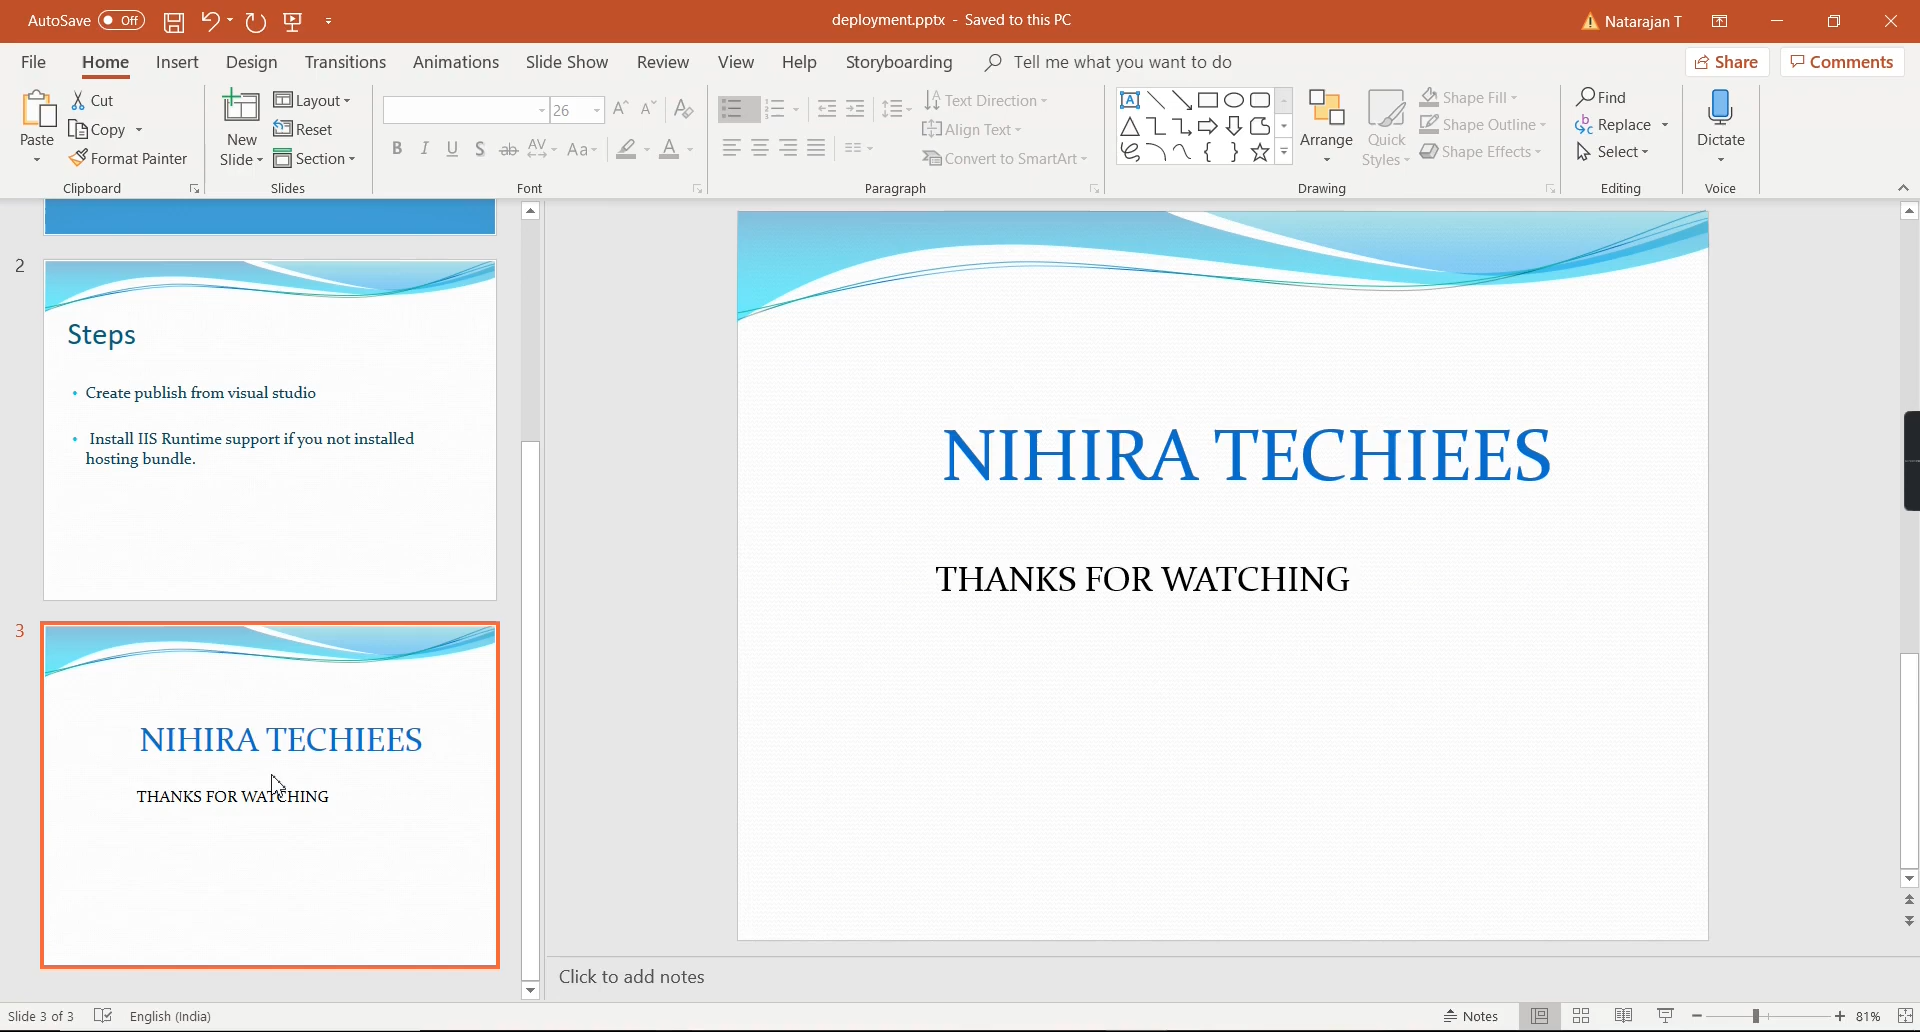 AutoSave Off
deployment.pptx - Saved to this PC
Natarajan T
File Home Insert Design Transitions Animations Slide Show Review View Help Storyboarding Tell me what you want to do
Share Comments
Paste
Cut
Copy
Format Painter
Clipboard
New
Slide
Layout
Reset
Section
Slides
26
B I U S ab AV Aa A
Font
Text Direction
Align Text
Convert to SmartArt
Paragraph
A
Arrange
Quick
Styles
Shape Fill
Shape Outline
Shape Effects
Drawing
Find
Replace
Select
Editing
Dictate
Voice
2
Steps
• Create publish from visual studio
• Install IIS Runtime support if you not installed
hosting bundle.
3
NIHIRA TECHIEES
THANKS FOR WATCHING
NIHIRA TECHIEES
THANKS FOR WATCHING
Click to add notes
Slide 3 of 3 English (India)
Notes
81%